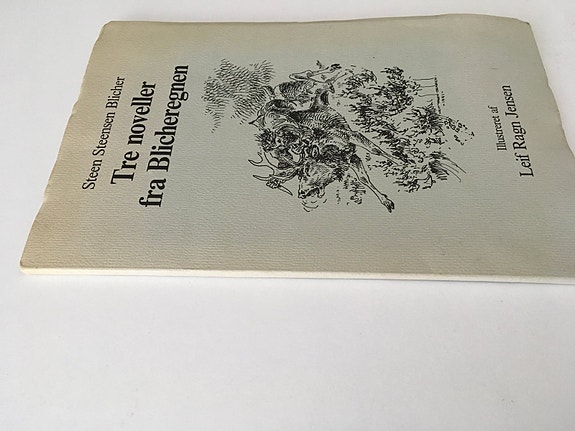 Steen Steensen Blicher
Tre noveller
fra Blicheregnen
Illustreret af
Leif Ragn Jensen